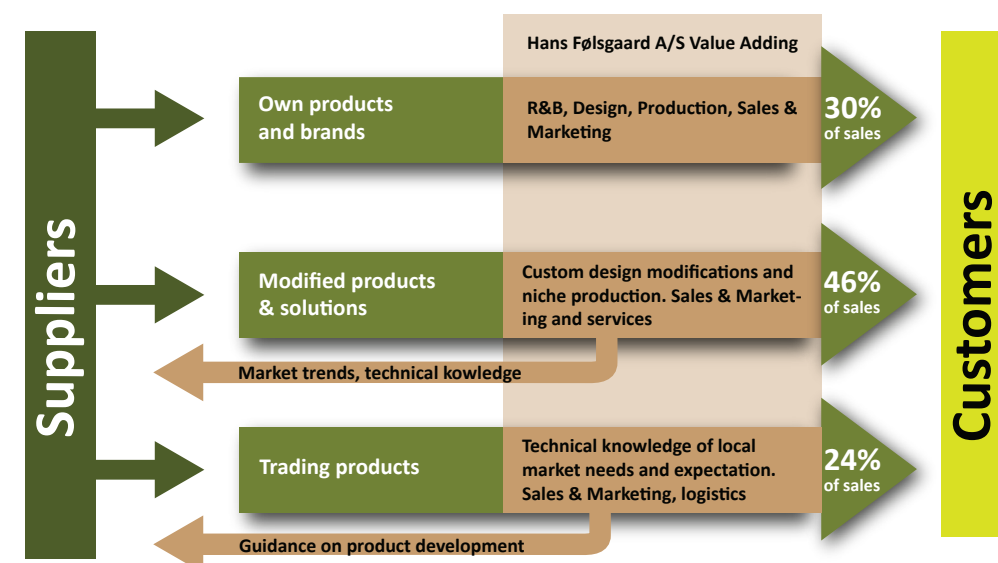 Suppliers
Hans Følsgaard A/S Value Adding
Own products
and brands
R&B, Design, Production, Sales &
Marketing
30%
of sales
Modified products
& solutions
Custom design modifications and
niche production. Sales & Market-
ing and services
46%
of sales
Market trends, technical kowledge
Trading products
Technical knowledge of local
market needs and expectation.
Sales & Marketing, logistics
24%
of sales
Guidance on product development
Customers